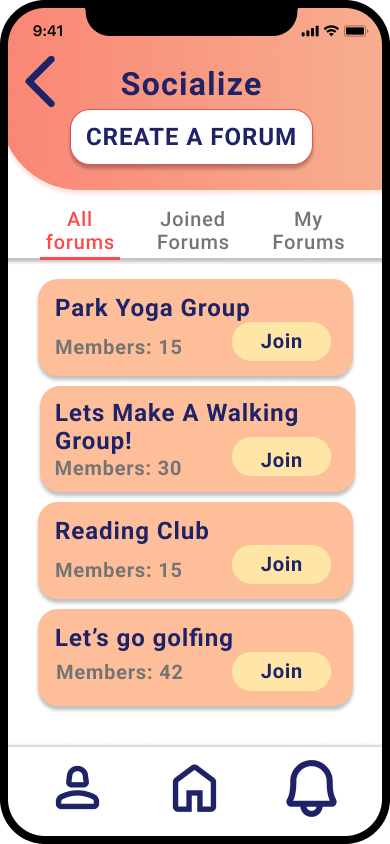 9:41
Socialize
CREATE A FORUM
All
forums
Joined
Forums
My
Forums
Park Yoga Group
Members: 15
Join
Lets Make A Walking
Group!
Members: 30
Join
Reading Club
Members: 15
Join
Let’s go golfing
Members: 42
Join